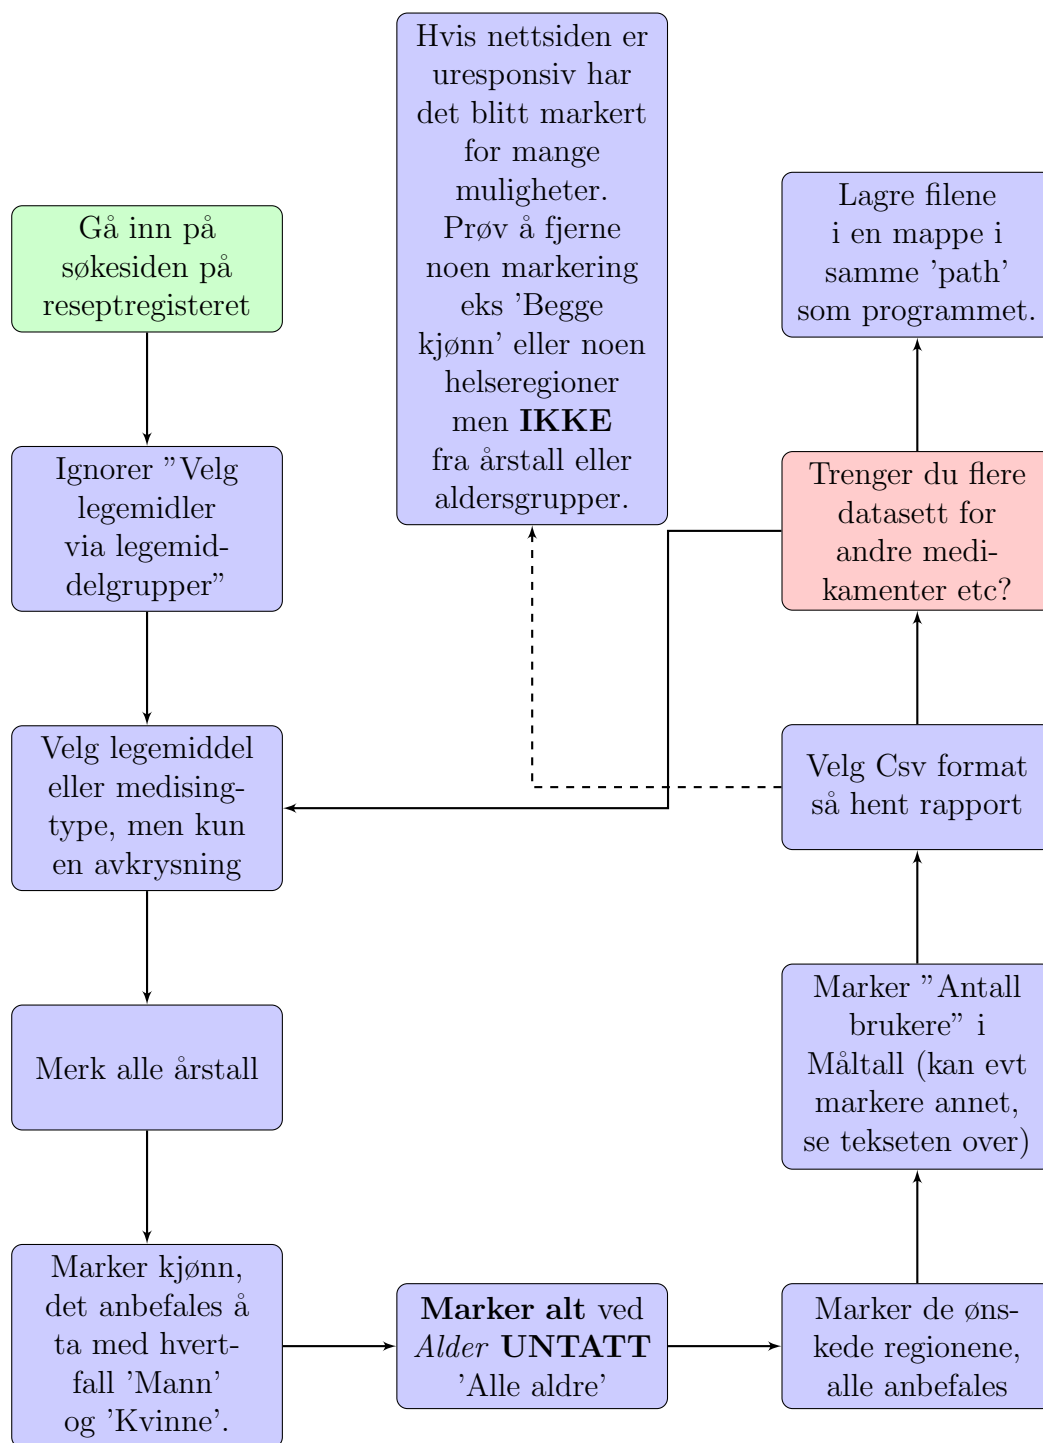 Gå inn på
søkesiden på
reseptregisteret
Ignorer ”Velg
legemidler
via legemid-
delgrupper”
Velg legemiddel
eller medising-
type, men kun
en avkrysning
Merk alle årstall
Marker kjønn,
det anbefales å
ta med hvert-
fall ’Mann’
og ’Kvinne’.
Marker alt ved
Alder UNTATT
’Alle aldre’
Marker de øns-
kede regionene,
alle anbefales
Marker ”Antall
brukere” i
Måltall (kan evt
markere annet,
se tekseten over)
Velg Csv format
så hent rapport
Hvis nettsiden er
uresponsiv har
det blitt markert
for mange
muligheter.
Prøv å fjerne
noen markering
eks ’Begge
kjønn’ eller noen
helseregioner
men IKKE
fra årstall eller
aldersgrupper.
Trenger du flere
datasett for
andre medi-
kamenter etc?
Lagre filene
i en mappe i
samme ’path’
som programmet.